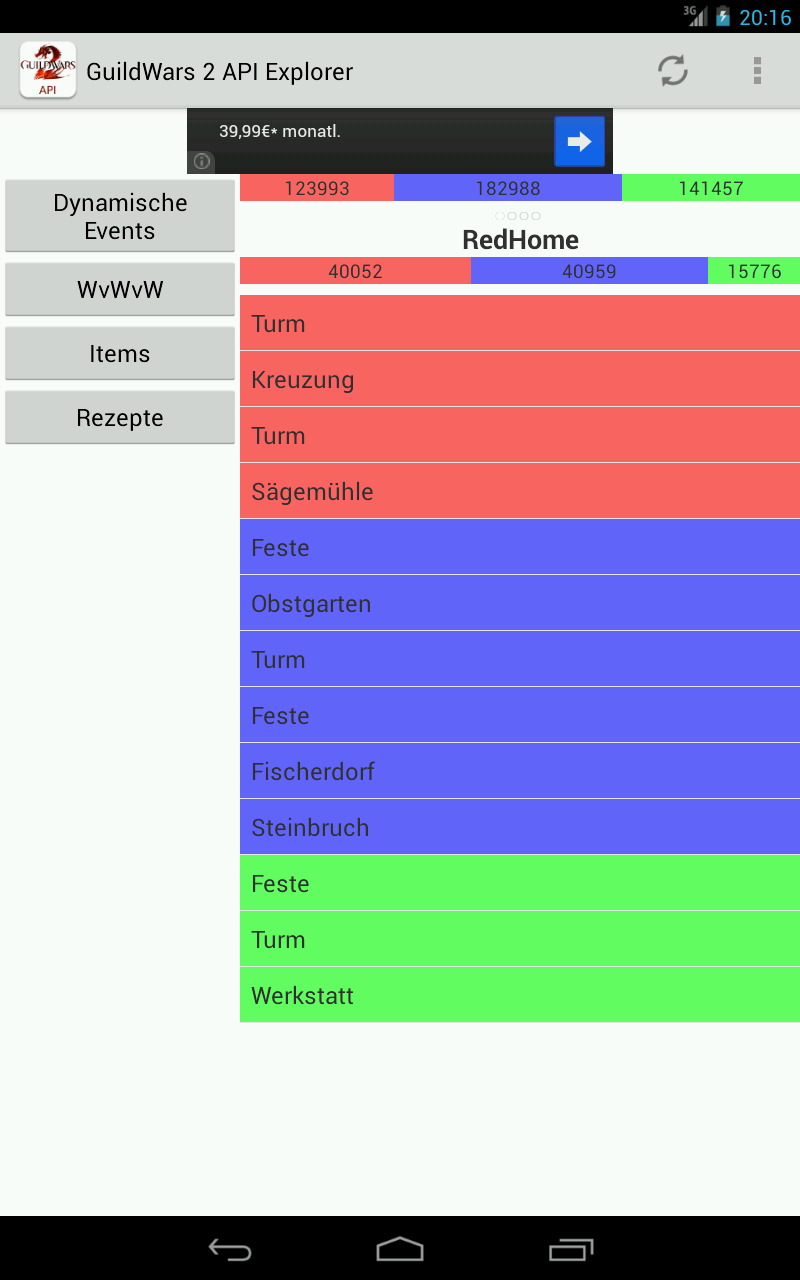 3G
20:16
GUILDWARS 2
API
GuildWars 2 API Explorer
39,99€* monatl.
Dynamische
Events
WvWvW
Items
Rezepte
123993
182988
141457
RedHome
40052
40959
15776
Turm
Kreuzung
Turm
Sägemühle
Feste
Obstgarten
Turm
Feste
Fischerdorf
Steinbruch
Feste
Turm
Werkstatt